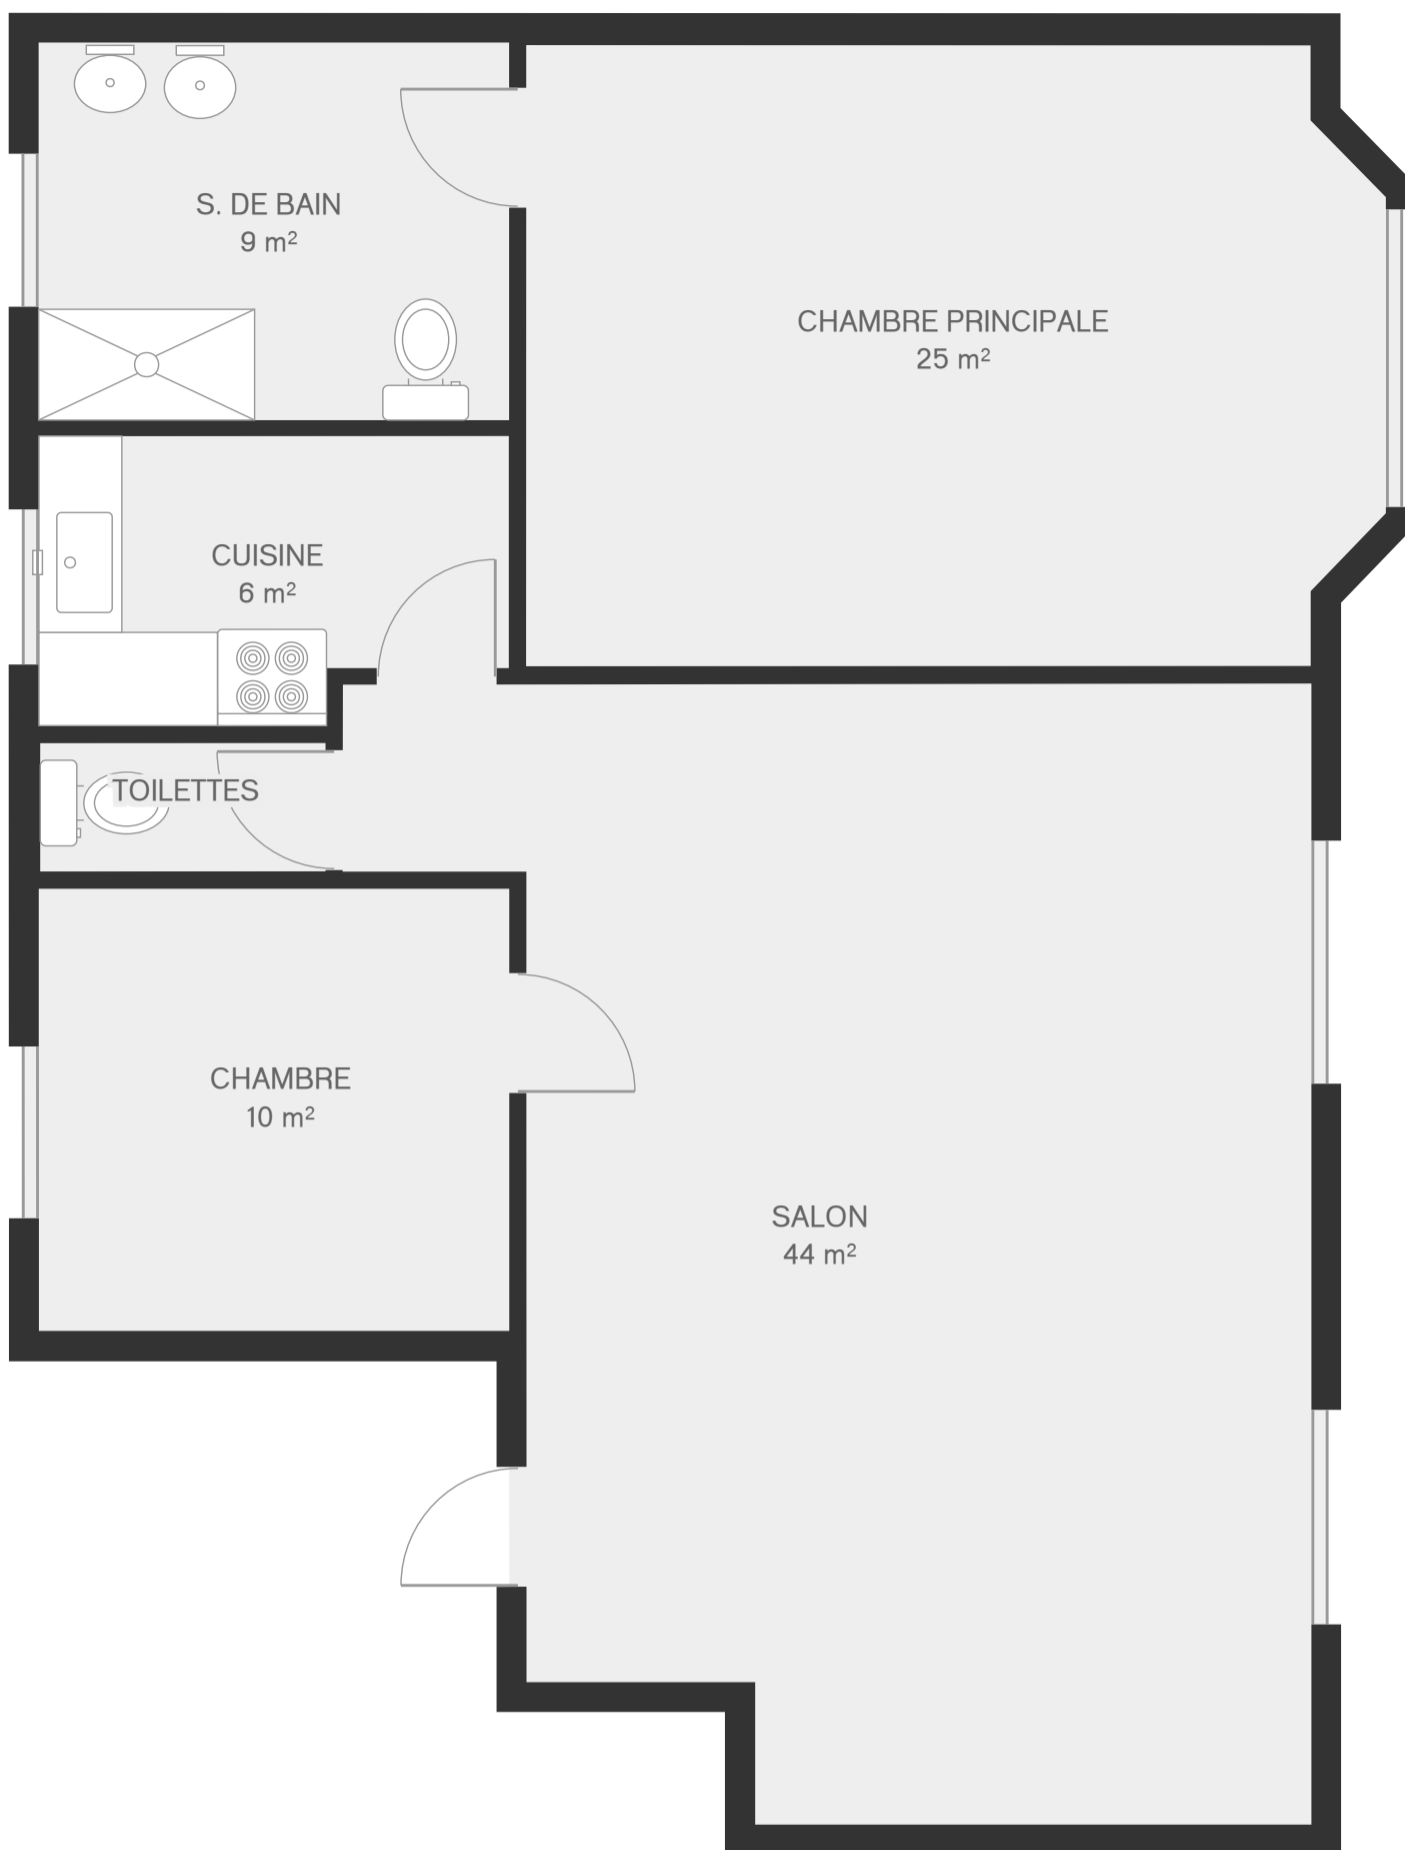 S. DE BAIN
9 m²
CHAMBRE PRINCIPALE
25 m²
CUISINE
6 m²
TOILETTES
CHAMBRE
10 m²
SALON
44 m²